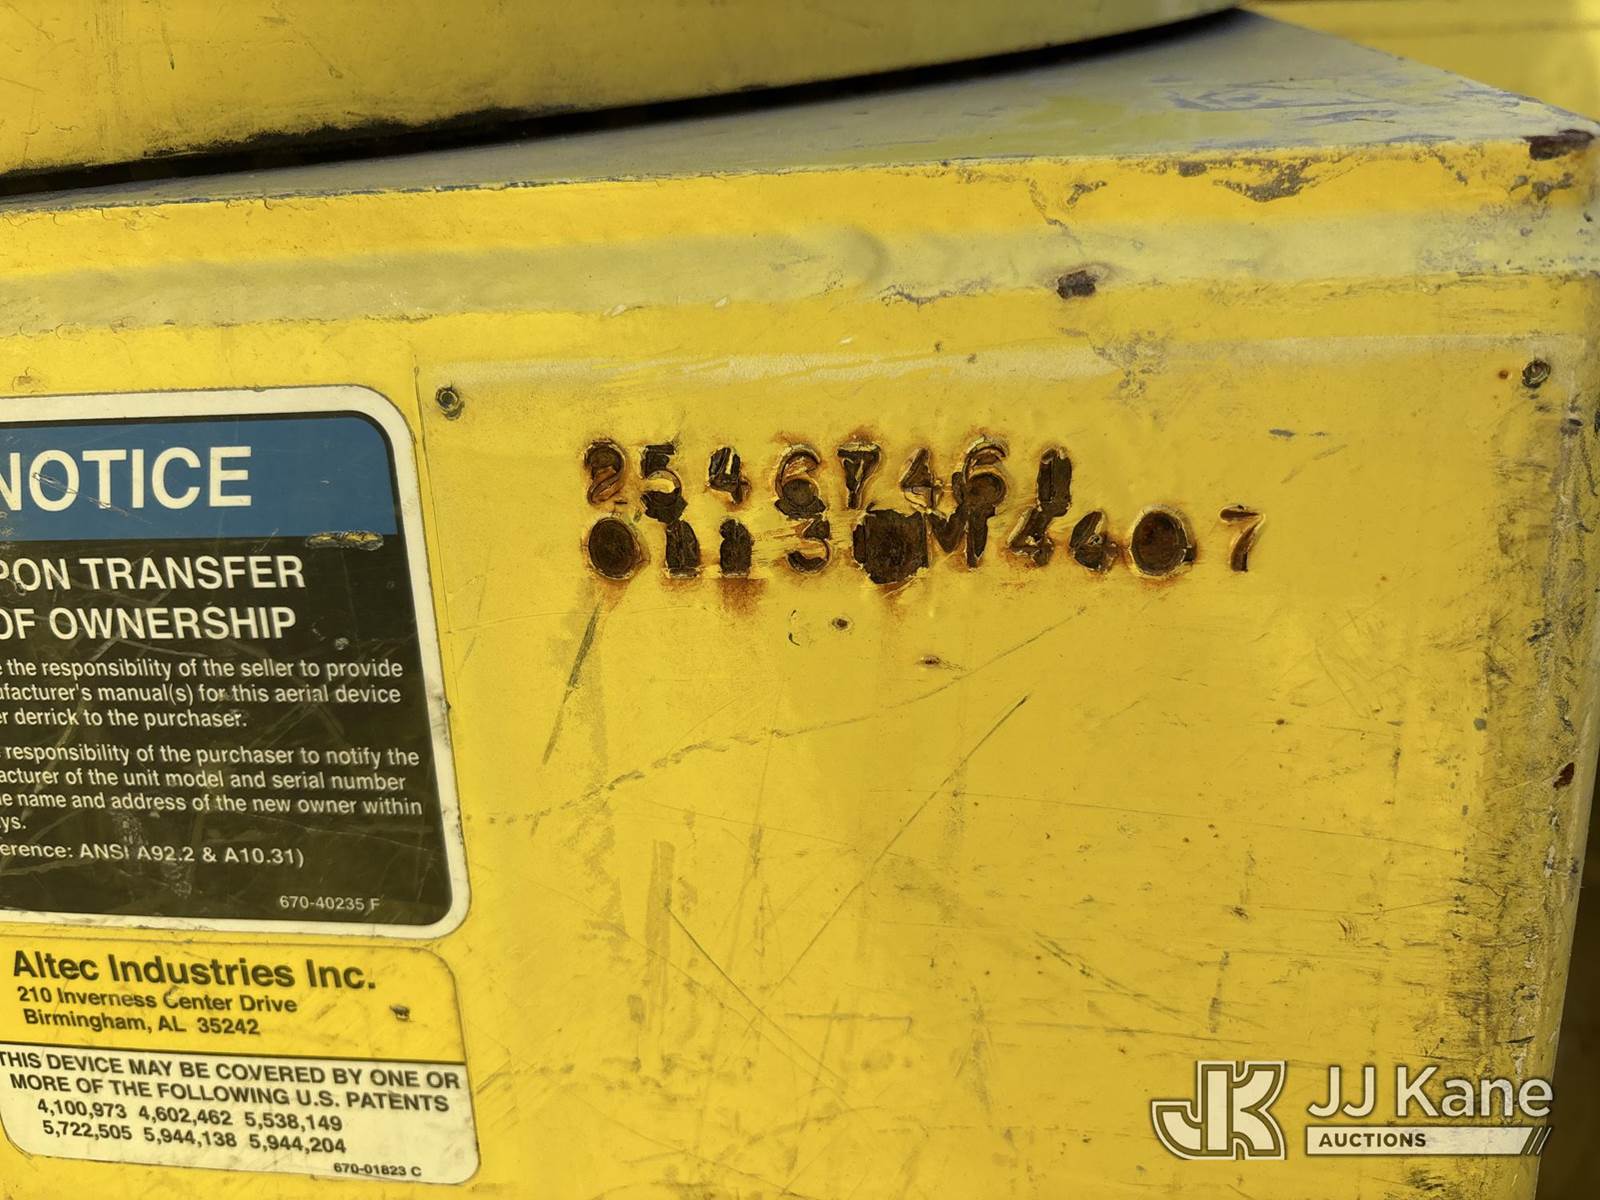 NOTICE
PON TRANSFER
OF OWNERSHIP
e the responsibility of the seller to provide
ufacturer's manual(s) for this aerial device
er derrick to the purchaser.
responsibility of the purchaser to notify the
acturer of the unit model and serial number
e name and address of the new owner within
ys.
erence: ANSI A92.2 & A10.31)
670-40235 F
Altec Industries Inc.
210 Inverness Center Drive
Birmingham, AL 35242
THIS DEVICE MAY BE COVERED BY ONE OR
MORE OF THE FOLLOWING U.S. PATENTS
4,100,973 4,602,462 5,538,149
5,722,505 5,944,138 5,944,204
670-01823 C
25467461
JJ Kane
AUCTIONS